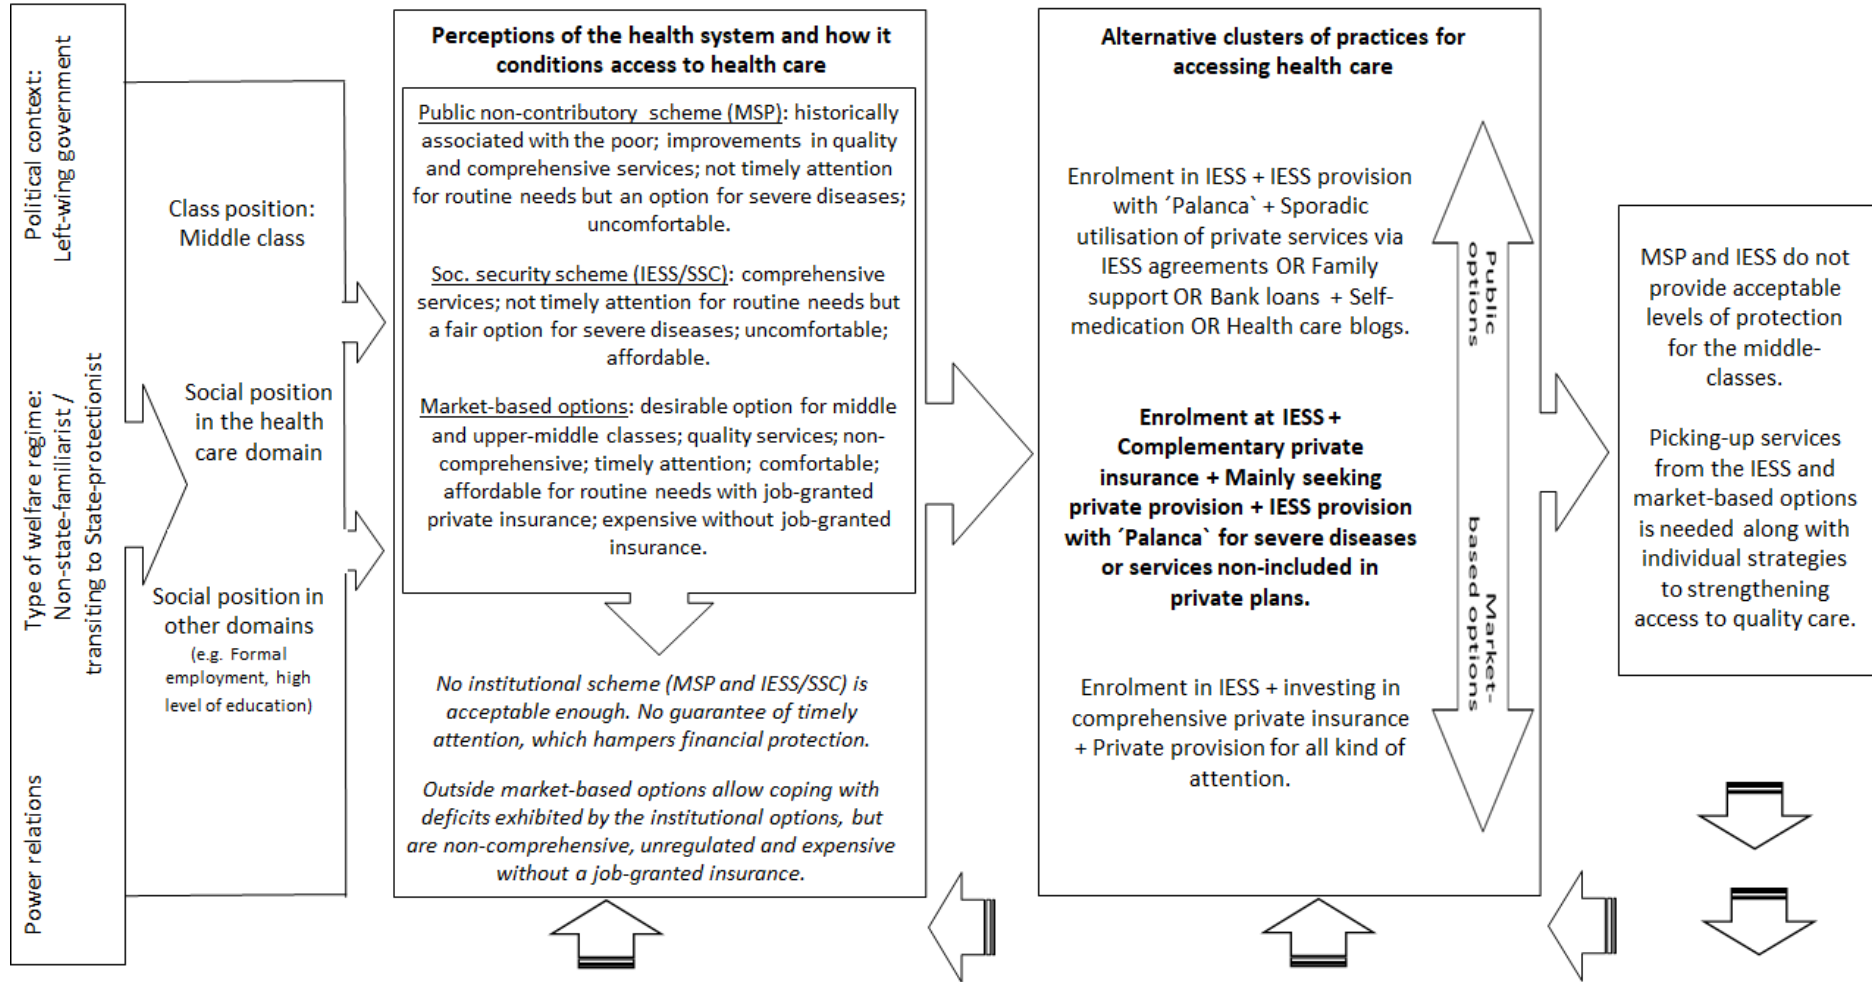 Political context:
Left-wing government
Type of welfare regime:
Non-state-familiarist /
transiting to State-protectionist
Power relations
Class position:
Middle class
Social position
in the health
care domain
Social position in
other domains
(e.g. Formal
employment, high
level of education)
Perceptions of the health system and how it
conditions access to health care
Public non-contributory scheme (MSP): historically
associated with the poor; improvements in quality
and comprehensive services; not timely attention
for routine needs but an option for severe diseases;
uncomfortable.
Soc. security scheme (IESS/SSC): comprehensive
services; not timely attention for routine needs but
a fair option for severe diseases; uncomfortable;
affordable.
Market-based options: desirable option for middle
and upper-middle classes; quality services; non-
comprehensive; timely attention; comfortable;
affordable for routine needs with job-granted
private insurance; expensive without job-granted
insurance.
No institutional scheme (MSP and IESS/SSC) is
acceptable enough. No guarantee of timely
attention, which hampers financial protection.
Outside market-based options allow coping with
deficits exhibited by the institutional options, but
are non-comprehensive, unregulated and expensive
without a job-granted insurance.
Alternative clusters of practices for
accessing health care
Enrolment in IESS + IESS provision
with ´Palanca` + Sporadic
utilisation of private services via
IESS agreements OR Family
support OR Bank loans + Self-
medication OR Health care blogs.
Enrolment at IESS +
Complementary private
insurance + Mainly seeking
private provision + IESS provision
with ´Palanca` for severe diseases
or services non-included in
private plans.
Enrolment in IESS + investing in
comprehensive private insurance
+ Private provision for all kind of
attention.
Public
options
Market-
based options
MSP and IESS do not
provide acceptable
levels of protection
for the middle-
classes.
Picking-up services
from the IESS and
market-based options
is needed along with
individual strategies
to strengthening
access to quality care.